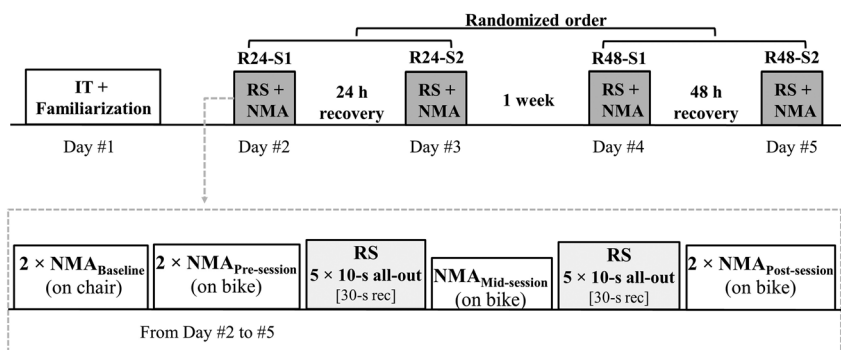 Randomized order
R24-S1
R24-S2
R48-S1
R48-S2
IT +
Familiarization
RS +
NMA
24 h
recovery
RS +
NMA
1 week
RS +
NMA
48 h
recovery
RS +
NMA
Day #1
Day #2
Day #3
Day #4
Day #5
2 × NMABaseline
(on chair)
2 × NMAPre-session
(on bike)
RS
5 × 10-s all-out
[30-s rec]
NMAMid-session
(on bike)
RS
5 × 10-s all-out
[30-s rec]
2 × NMAPost-session
(on bike)
From Day #2 to #5